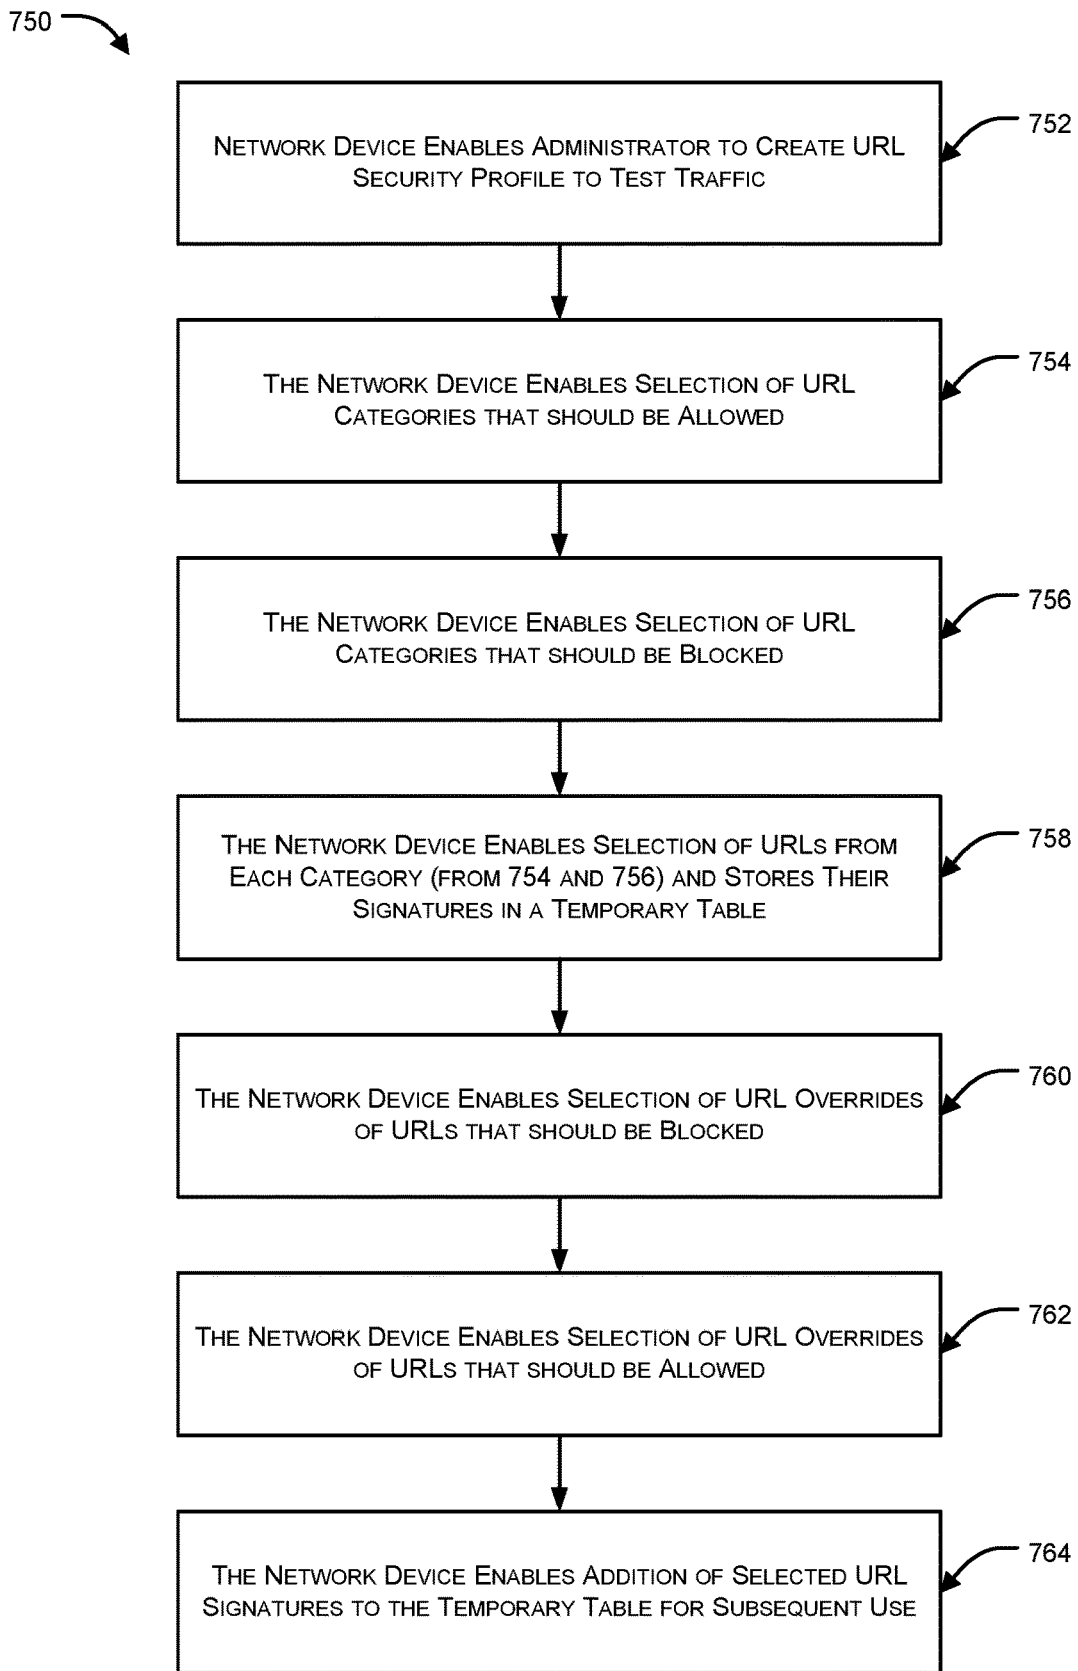 750
NETWORK DEVICE ENABLES ADMINISTRATOR TO CREATE URL
SECURITY PROFILE TO TEST TRAFFIC
752
THE NETWORK DEVICE ENABLES SELECTION OF URL
CATEGORIES THAT SHOULD BE ALLOWED
754
THE NETWORK DEVICE ENABLES SELECTION OF URL
CATEGORIES THAT SHOULD BE BLOCKED
756
THE NETWORK DEVICE ENABLES SELECTION OF URLS FROM
EACH CATEGORY (FROM 754 AND 756) AND STORES THEIR
SIGNATURES IN A TEMPORARY TABLE
758
THE NETWORK DEVICE ENABLES SELECTION OF URL OVERRIDES
OF URLS THAT SHOULD BE BLOCKED
760
THE NETWORK DEVICE ENABLES SELECTION OF URL OVERRIDES
OF URLS THAT SHOULD BE ALLOWED
762
THE NETWORK DEVICE ENABLES ADDITION OF SELECTED URL
SIGNATURES TO THE TEMPORARY TABLE FOR SUBSEQUENT USE
764